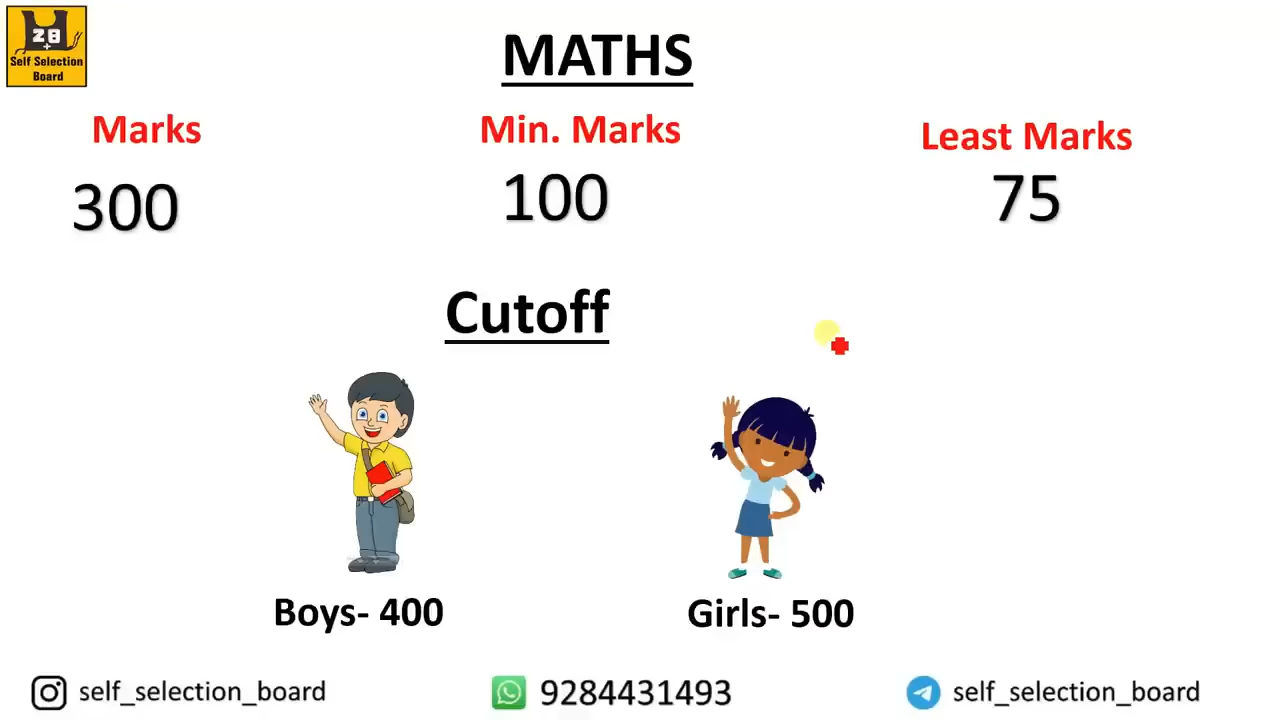 28
+
Self Selection
Board
MATHS
Marks
Min. Marks
Least Marks
300
100
75
Cutoff
Boys- 400
Girls- 500
self_selection_board
9284431493
self_selection_board